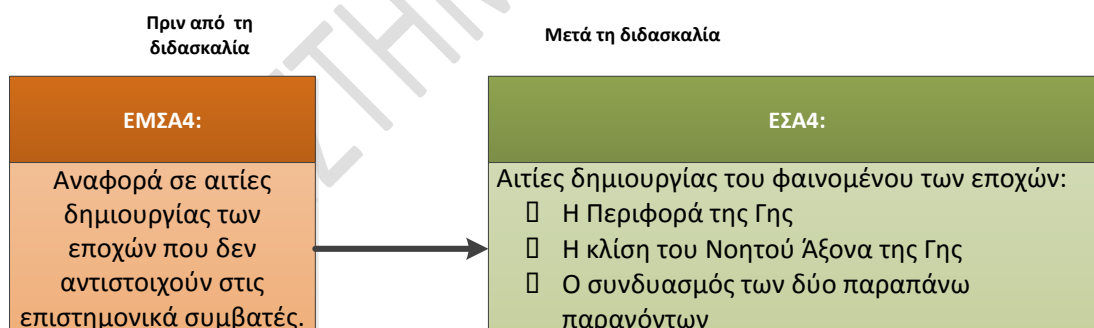 Πριν από τη
διδασκαλία
Μετά τη διδασκαλία
ΕΜΣΑ4:
ΕΣΑ4:
Αναφορά σε αιτίες
δημιουργίας των
εποχών που δεν
αντιστοιχούν στις
επιστημονικά συμβατές.
Αιτίες δημιουργίας του φαινομένου των εποχών:
Η Περιφορά της Γης
Η κλίση του Νοητού Άξονα της Γης
Ο συνδυασμός των δύο παραπάνω
παραγόντων